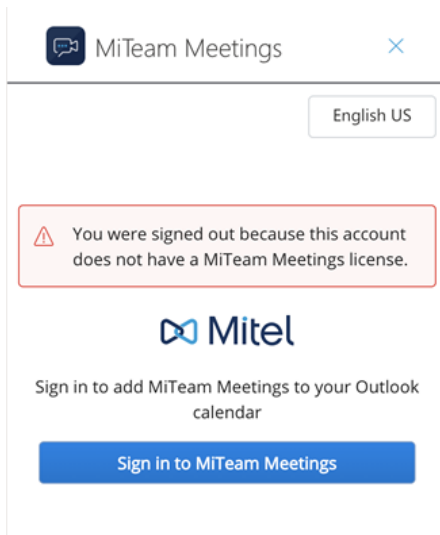 MiTeam Meetings
English US
You were signed out because this account
does not have a MiTeam Meetings license.
Mitel
Sign in to add MiTeam Meetings to your Outlook
calendar
Sign in to MiTeam Meetings